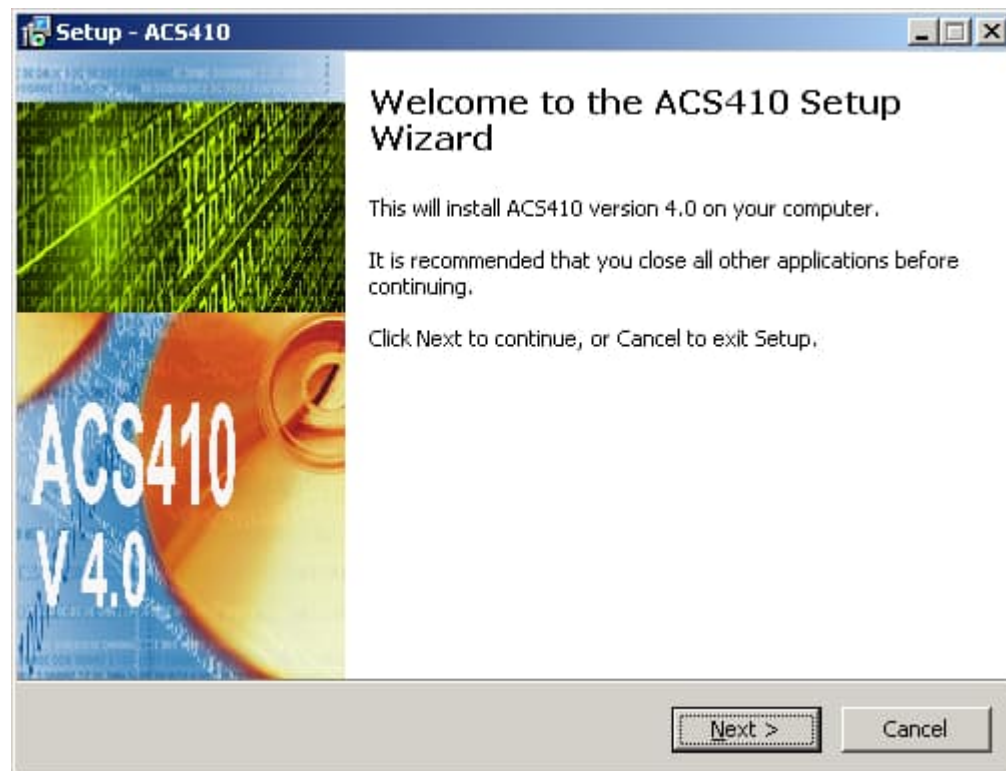 Setup - ACS410
Welcome to the ACS410 Setup
Wizard
This will install ACS410 version 4.0 on your computer.
It is recommended that you close all other applications before
continuing.
Click Next to continue, or Cancel to exit Setup.
ACS410
V 4.0
Next >
Cancel